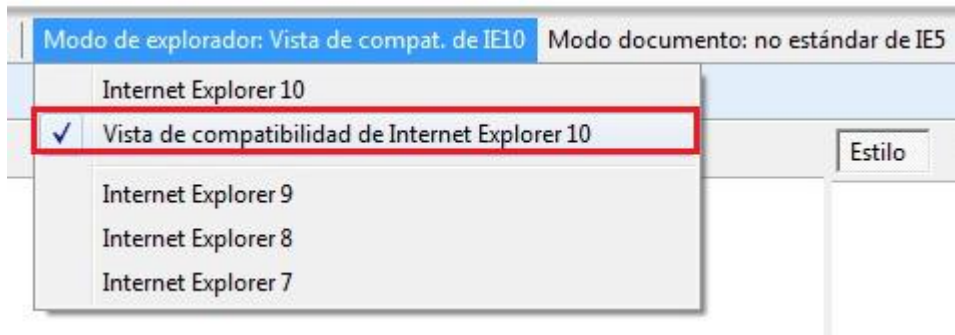 Modo de explorador: Vista de compat. de IE10 Modo documento: no estándar de IE5
Internet Explorer 10
Vista de compatibilidad de Internet Explorer 10
Estilo
Internet Explorer 9
Internet Explorer 8
Internet Explorer 7